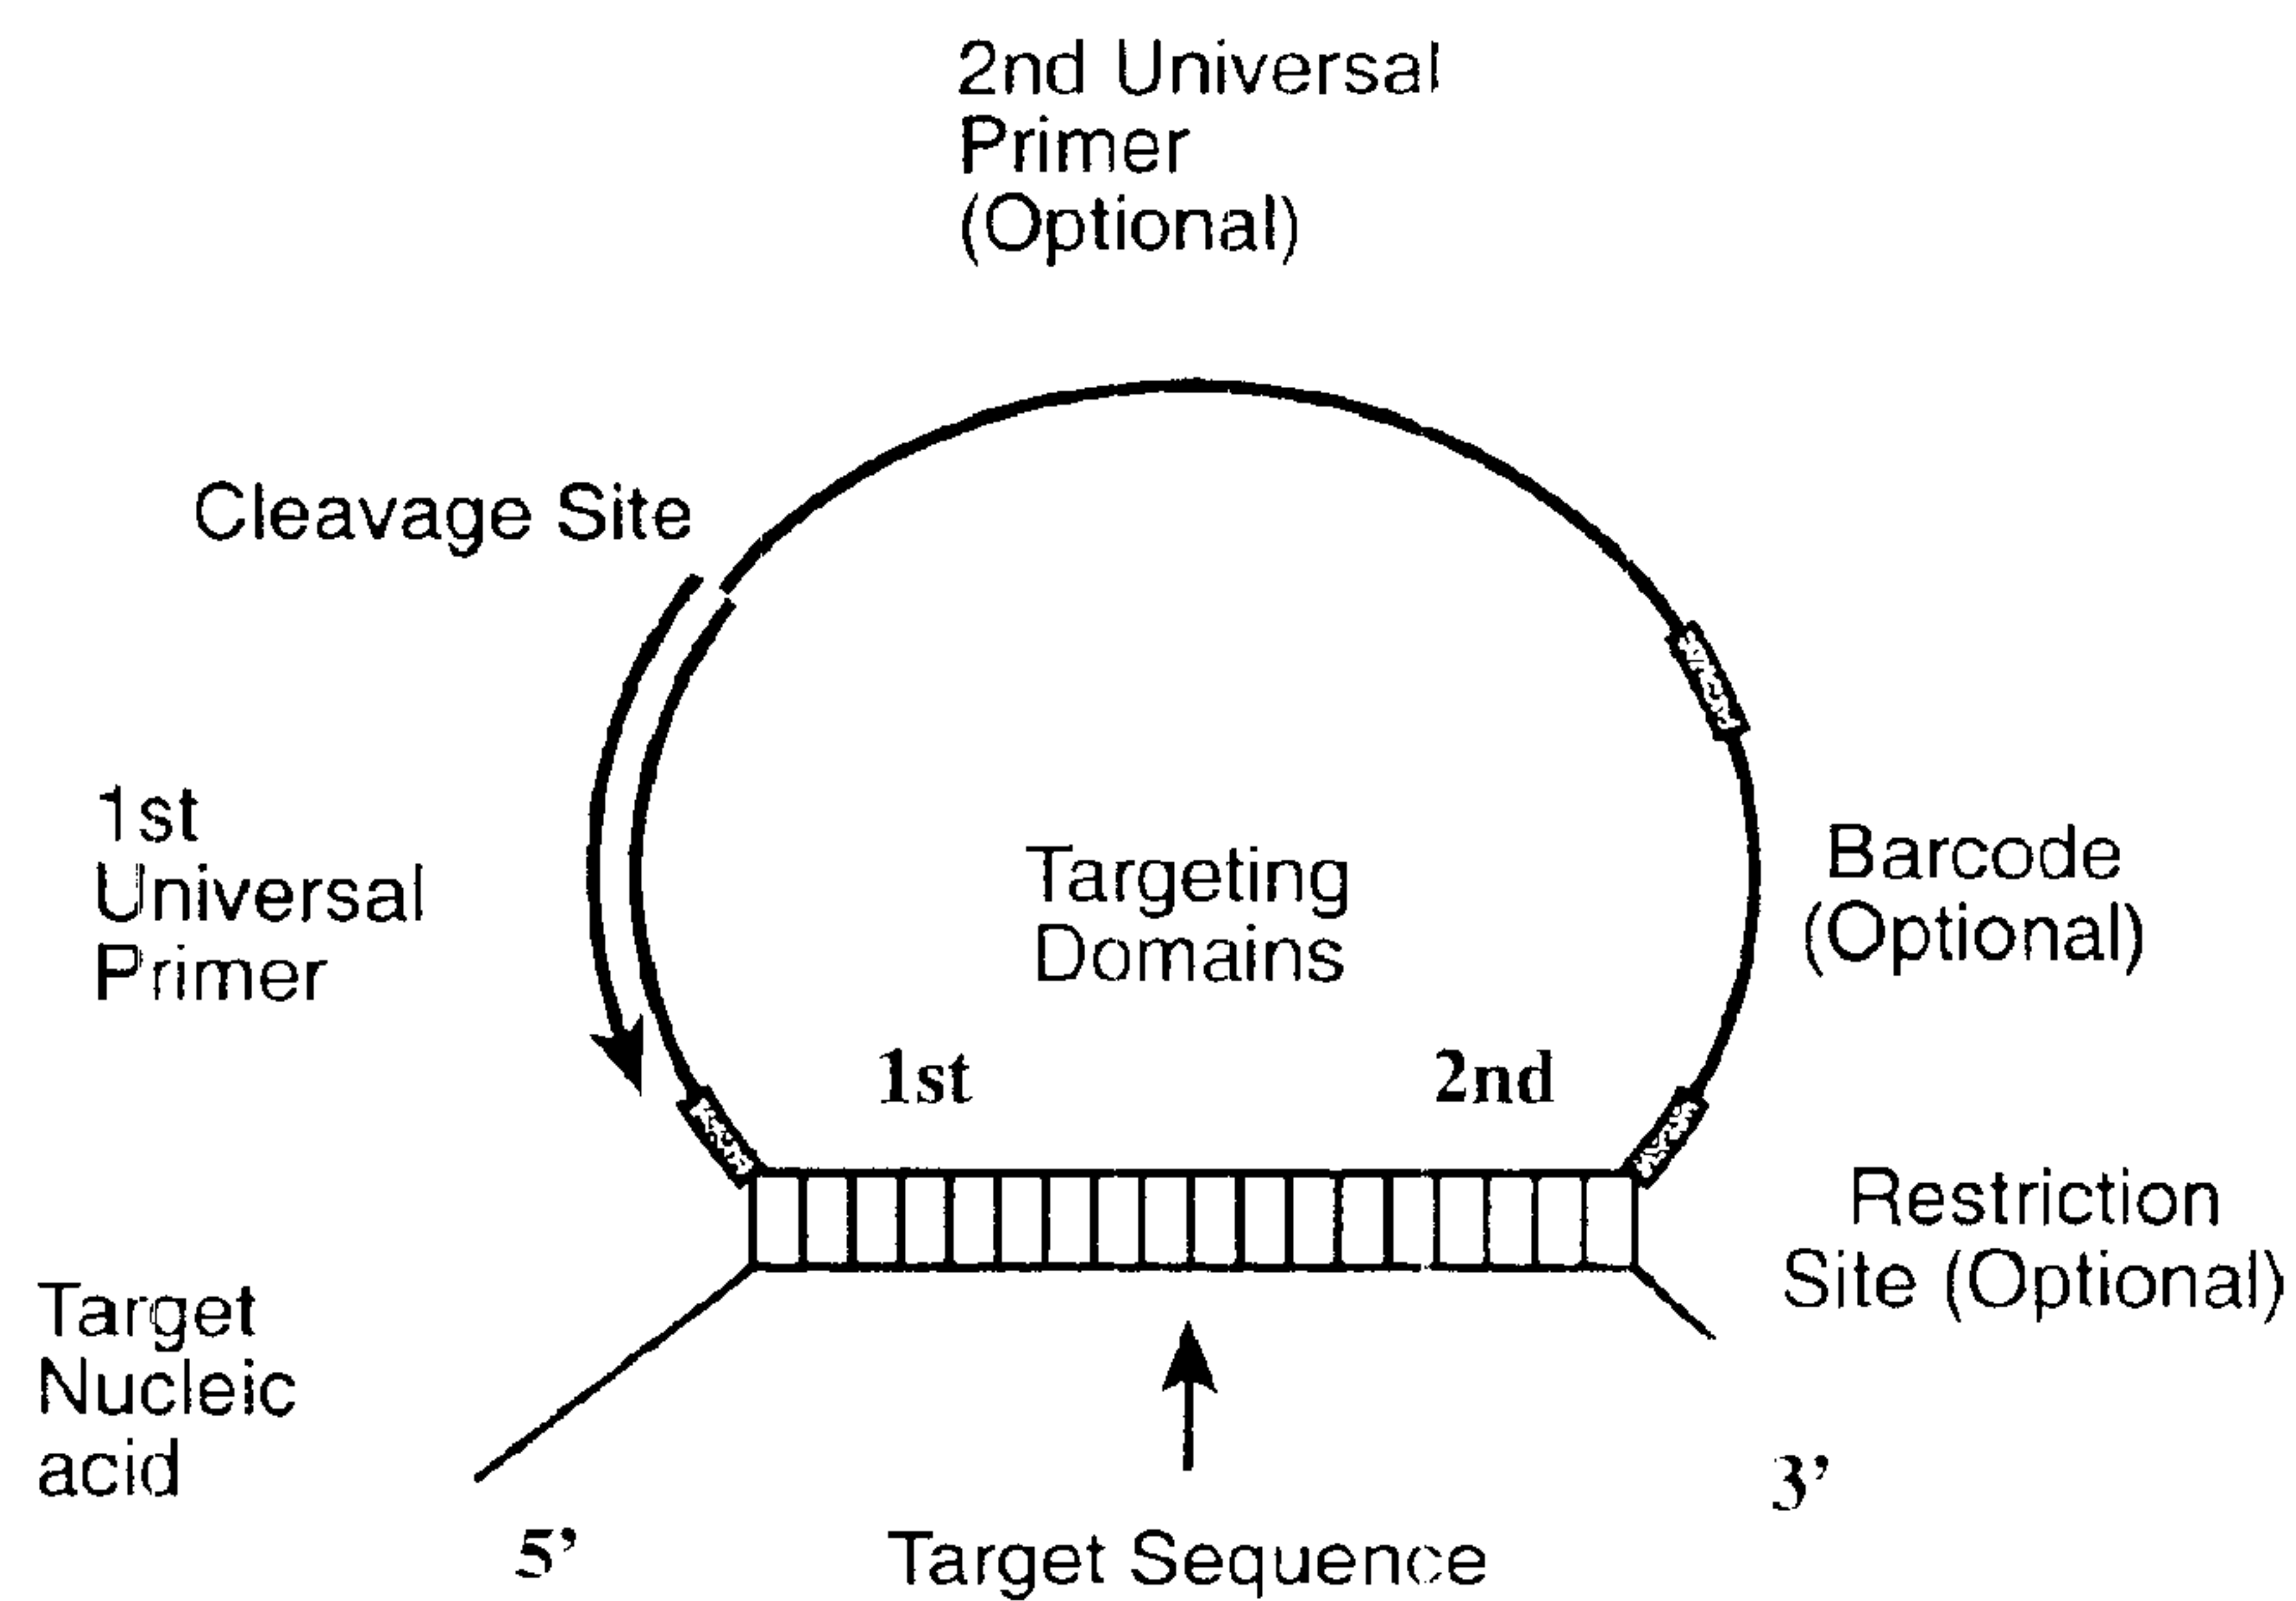 2nd Universal
Primer
(Optional)
Cleavage Site
1st
Universal
Primer
Targeting
Domains
Barcode
(Optional)
1st
2nd
Restriction
Site (Optional)
Target
Nucleic
acid
3’
5’
Target Sequence